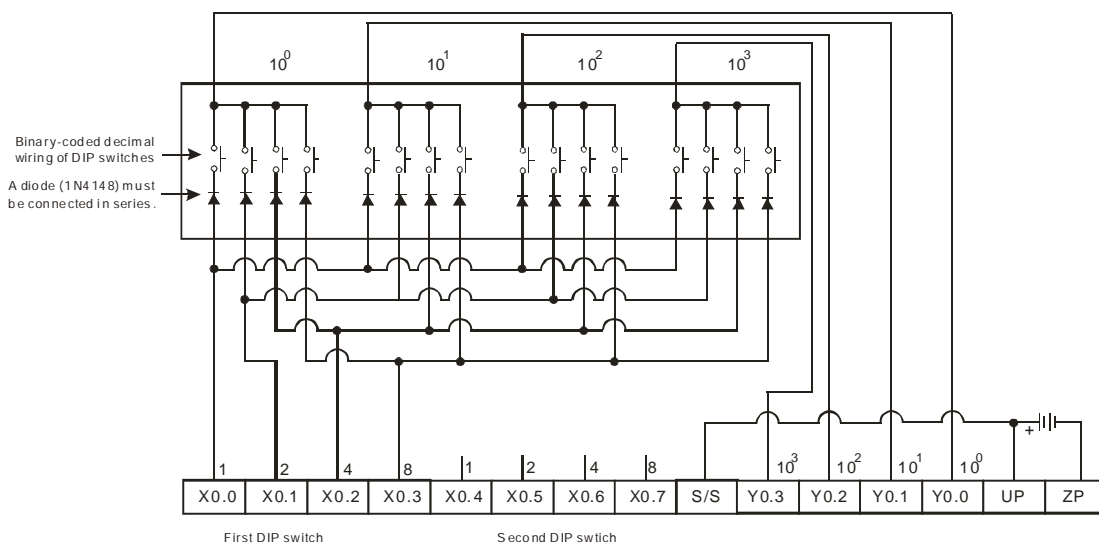 10⁰ 10¹ 10² 10³
Binary-coded decimal
wiring of DIP switches
A diode (1N4148) must
be connected in series.
+
1 2 4 8 1 2 4 8 10³ 10² 10¹ 10⁰
X0.0 X0.1 X0.2 X0.3 X0.4 X0.5 X0.6 X0.7 S/S Y0.3 Y0.2 Y0.1 Y0.0 UP ZP
First DIP switch Second DIP swtich